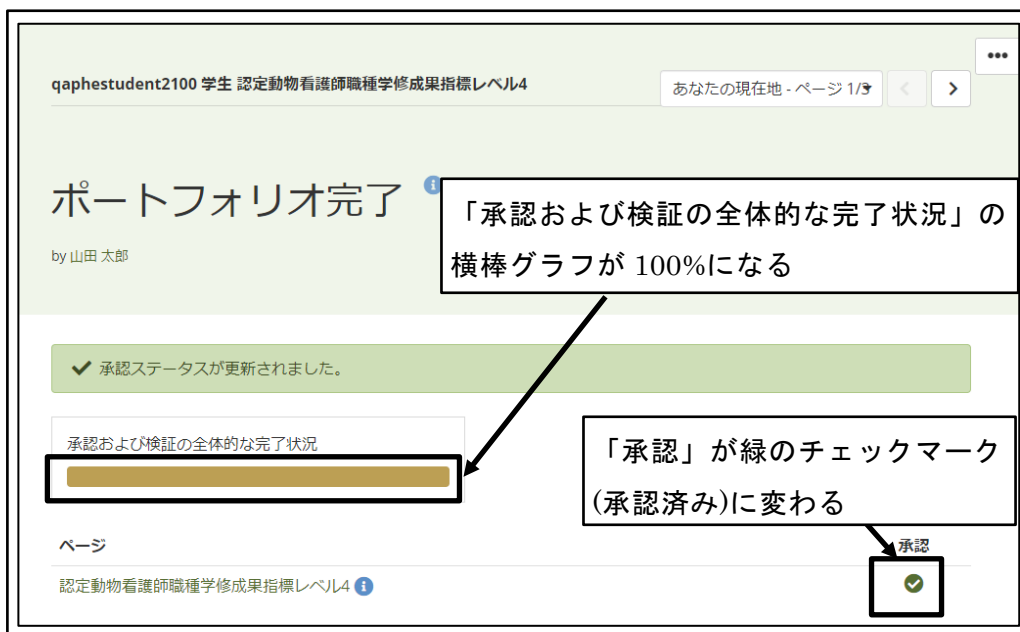 qaphestudent2100 学生 認定動物看護師職種学修成果指標レベル4
あなたの現在地 - ページ 1/3
ポートフォリオ完了
by 山田 太郎
「承認および検証の全体的な完了状況」の
横棒グラフが 100%になる
承認ステータスが更新されました。
承認および検証の全体的な完了状況
「承認」が緑のチェックマーク
(承認済み)に変わる
ページ
承認
認定動物看護師職種学修成果指標レベル4